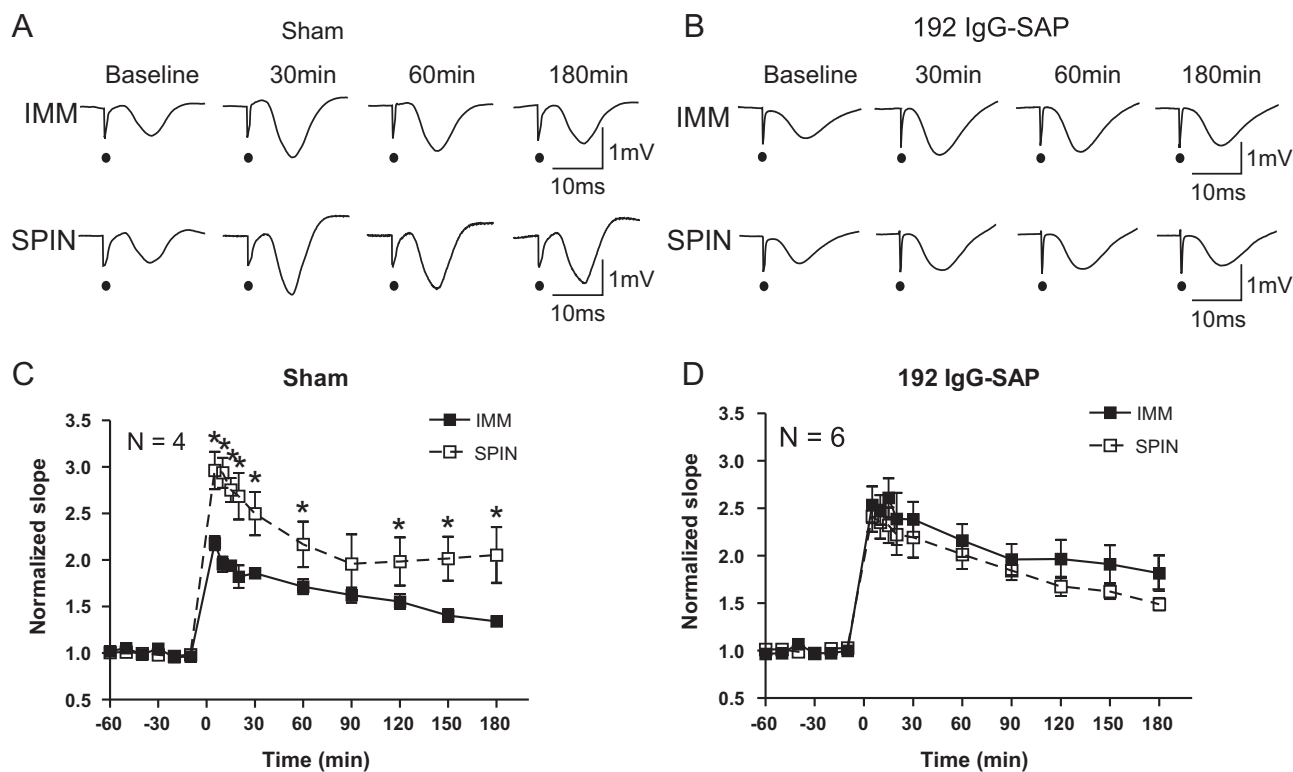 A
Sham
Baseline 30min 60min 180min
IMM
1mV
10ms
SPIN
1mV
10ms
B
192 IgG-SAP
Baseline 30min 60min 180min
IMM
1mV
10ms
SPIN
1mV
10ms
C
Sham
N = 4
IMM
SPIN
* * * * * * * * *
Normalized slope
3.5
3.0
2.5
2.0
1.5
1.0
0.5
-60 -30 0 30 60 90 120 150 180
Time (min)
D
192 IgG-SAP
N = 6
IMM
SPIN
Normalized slope
3.5
3.0
2.5
2.0
1.5
1.0
0.5
-60 -30 0 30 60 90 120 150 180
Time (min)